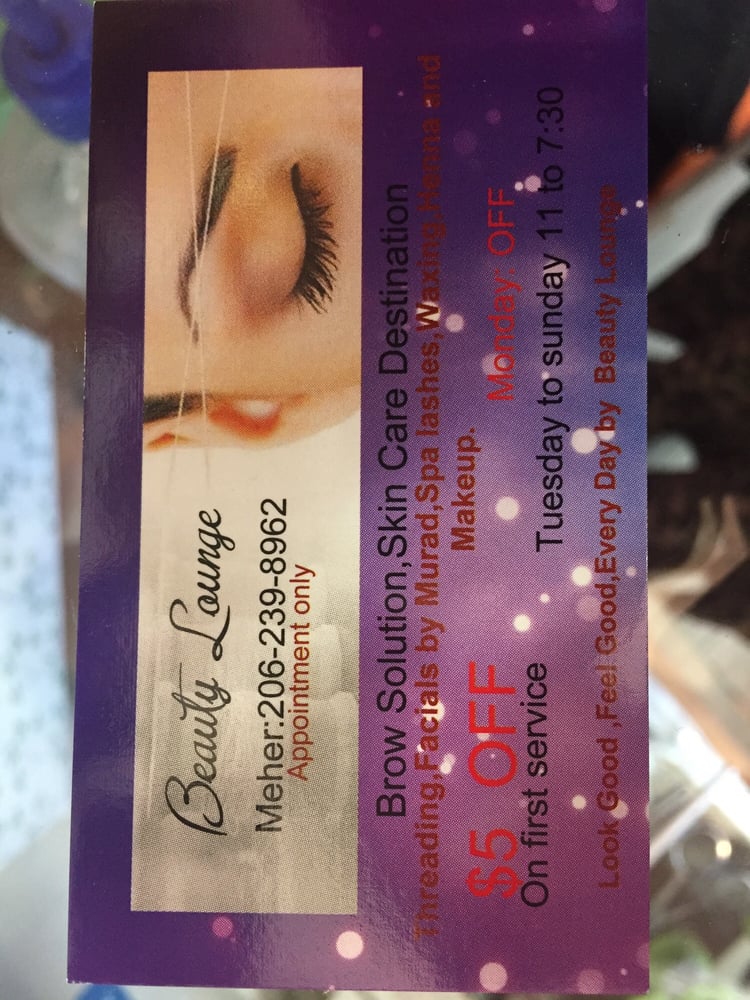 Beauty Lounge
Meher:206-239-8962
Appointment only
Brow Solution,Skin Care Destination
Threading,Facials by Murad,Spa lashes,Waxing,Henna and
Makeup.
$5 OFF
On first service
Monday: OFF
Tuesday to sunday 11 to 7:30
Look Good ,Feel Good,Every Day by Beauty Lounge